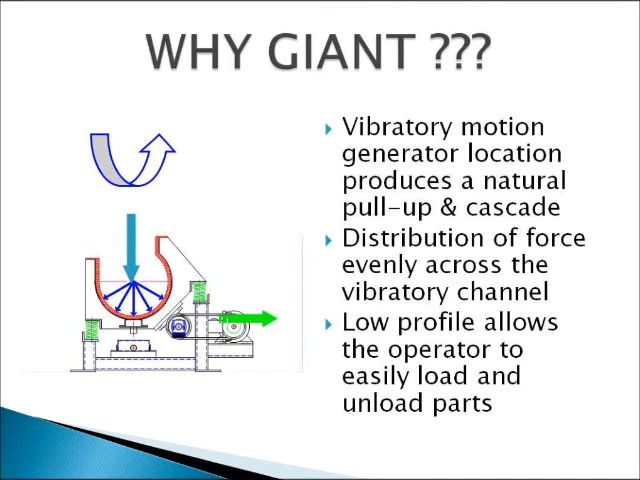 WHY GIANT ???
Vibratory motion
generator location
produces a natural
pull-up & cascade
Distribution of force
evenly across the
vibratory channel
Low profile allows
the operator to
easily load and
unload parts